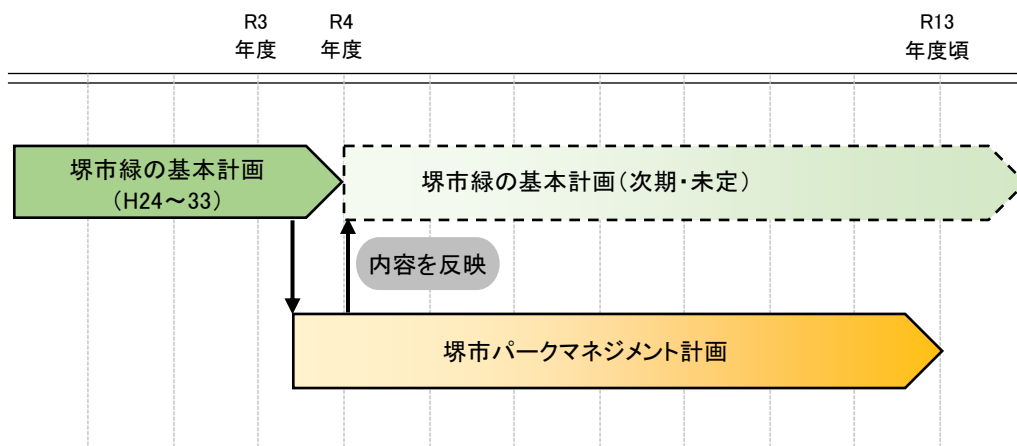 R3
年度
R4
年度
R13
年度頃
堺市緑の基本計画
（H24～33）
堺市緑の基本計画（次期・未定）
内容を反映
堺市パークマネジメント計画